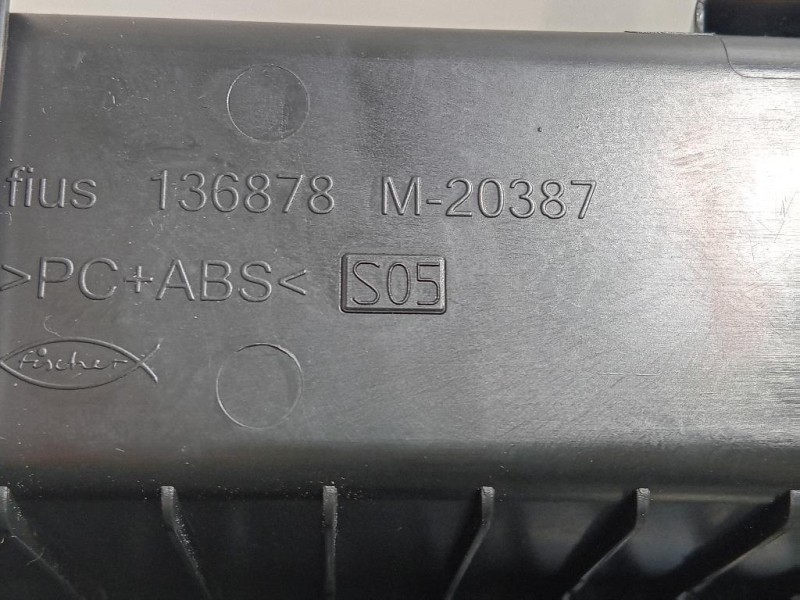 fius 136878 M-20387
>PC+ABS< S05
fischer